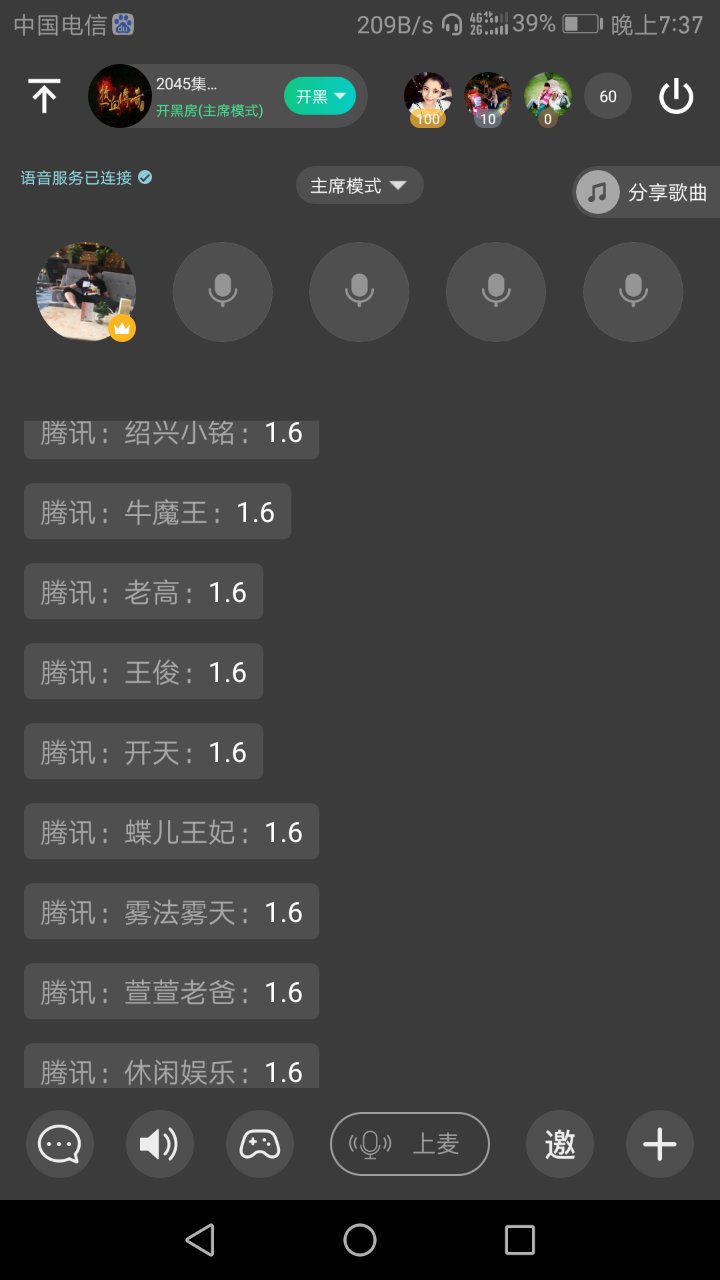 中国电信
209B/s 4G 2G 39% 晚上7:37
2045集...
开黑房(主席模式)
开黑
100
10
0
60
语音服务已连接
主席模式
分享歌曲
腾讯：绍兴小铭：1.6
腾讯：牛魔王：1.6
腾讯：老高：1.6
腾讯：王俊：1.6
腾讯：开天：1.6
腾讯：蝶儿王妃：1.6
腾讯：雾法雾天：1.6
腾讯：萱萱老爸：1.6
腾讯：休闲娱乐：1.6
上麦
邀